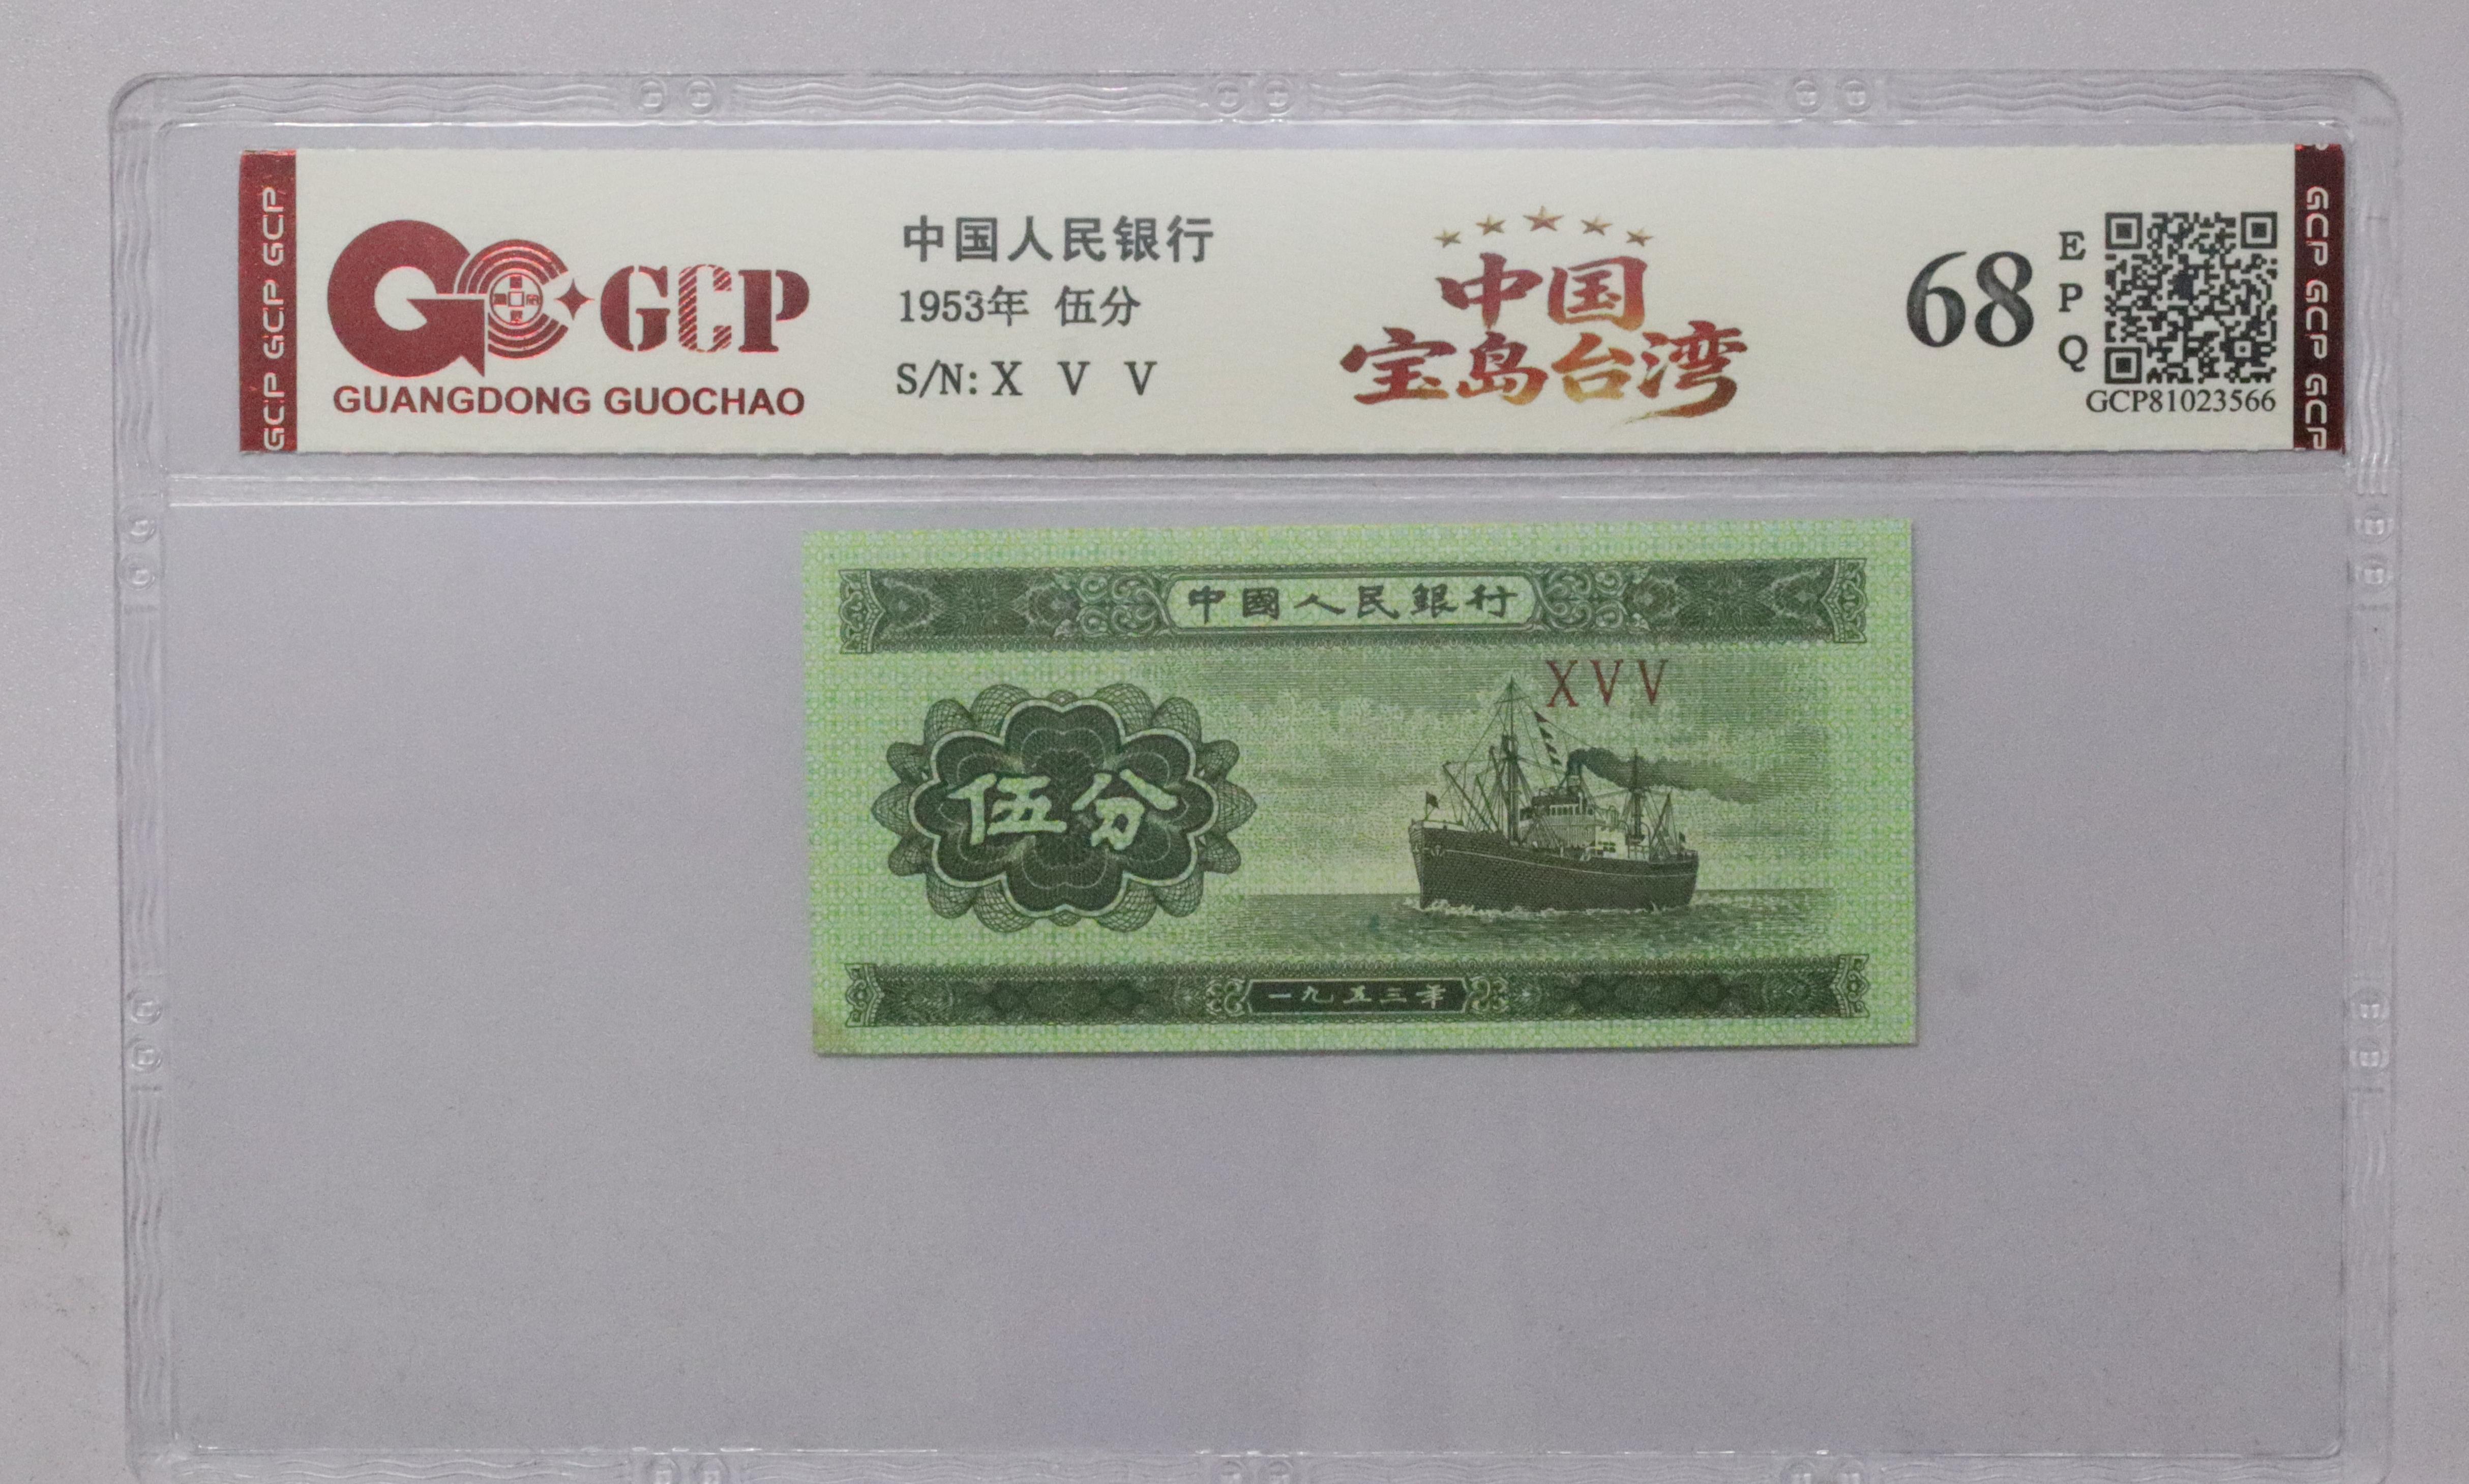 GCP GCP GCP
GCP
GUANGDONG GUOCHAO
中国人民银行
1953年 伍分
S/N: X V V
中国
宝岛台湾
68
E
P
Q
GCP81023566
GCP GCP GCP
中國人民銀行
XVV
伍分
一九五三年